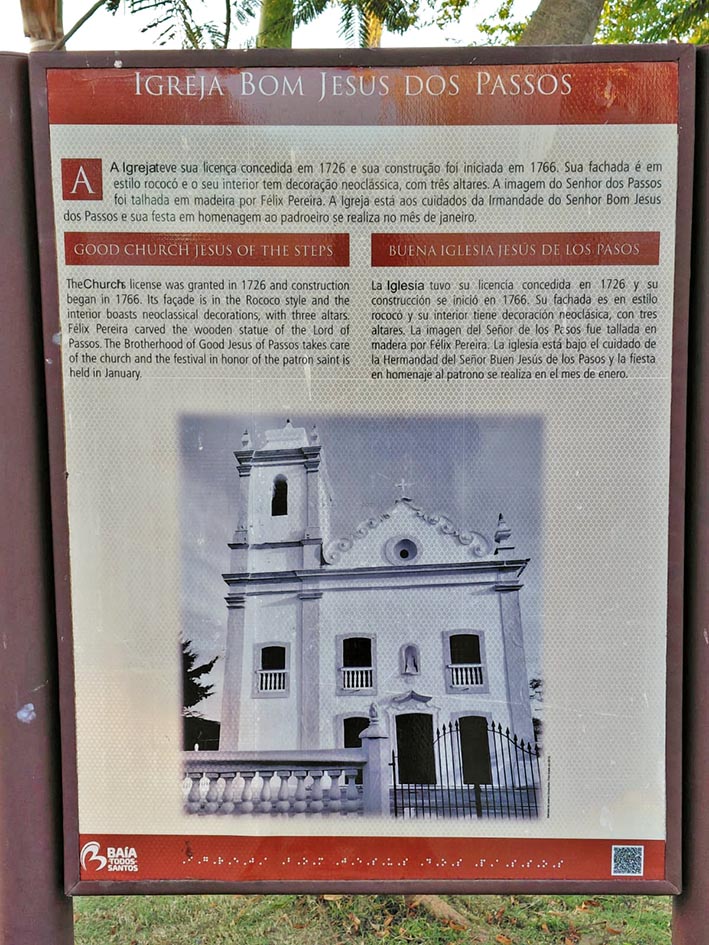 IGREJA BOM JESUS DOS PASSOS
A A Igrejateve sua licença concedida em 1726 e sua construção foi iniciada em 1766. Sua fachada é em
estilo rococó e o seu interior tem decoração neoclássica, com três altares. A imagem do Senhor dos Passos
foi talhada em madeira por Félix Pereira. A Igreja está aos cuidados da Irmandade do Senhor Bom Jesus
dos Passos e sua festa em homenagem ao padroeiro se realiza no mês de janeiro.
GOOD CHURCH JESUS OF THE STEPS
TheChurch's license was granted in 1726 and construction
began in 1766. Its façade is in the Rococo style and the
interior boasts neoclassical decorations, with three altars.
Félix Pereira carved the wooden statue of the Lord of
Passos. The Brotherhood of Good Jesus of Passos takes care
of the church and the festival in honor of the patron saint is
held in January.
BUENA IGLESIA JESÚS DE LOS PASOS
La Iglesia tuvo su licencia concedida en 1726 y su
construcción se inició en 1766. Su fachada es en estilo
rococó y su interior tiene decoración neoclásica, con tres
altares. La imagen del Señor de los Pasos fue tallada en
madera por Félix Pereira. La iglesia está bajo el cuidado de
la Hermandad del Señor Buen Jesús de los Pasos y la fiesta
en homenaje al patrono se realiza en el mes de enero.
BAÍA
DE TODOS
OS SANTOS